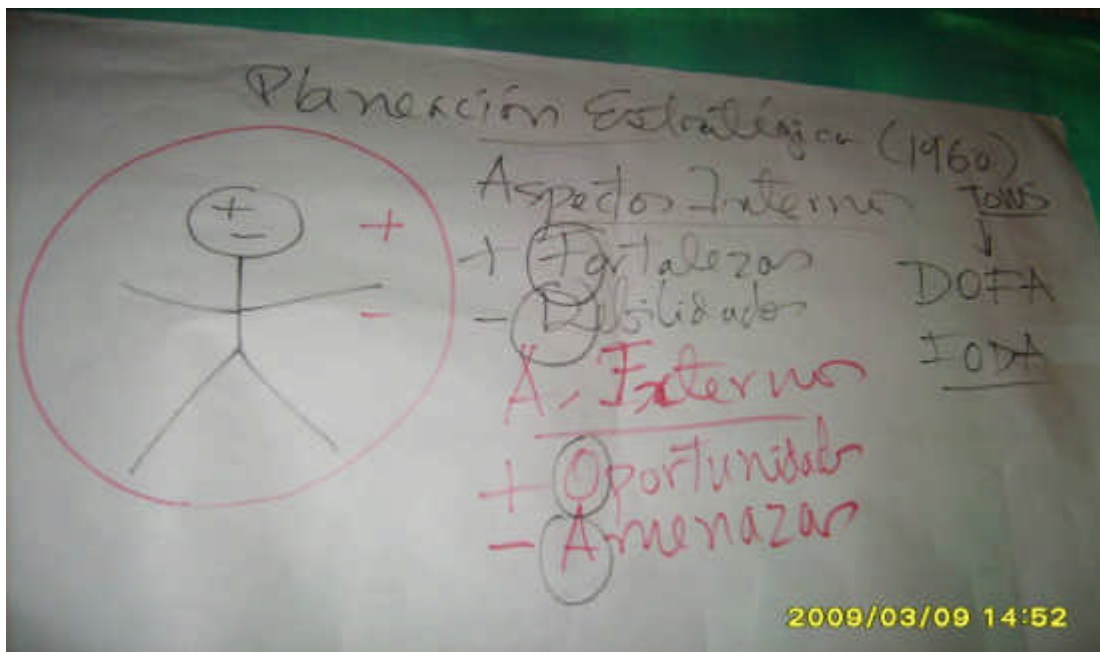 Planeación Estratégica (1960)
Aspectos Internos
TOWS
+ Fortalezas
DOFA
- Debilidades
FODA
A. Externos
+ Oportunidades
- Amenazas
+
-
+
-
2009/03/09 14:52